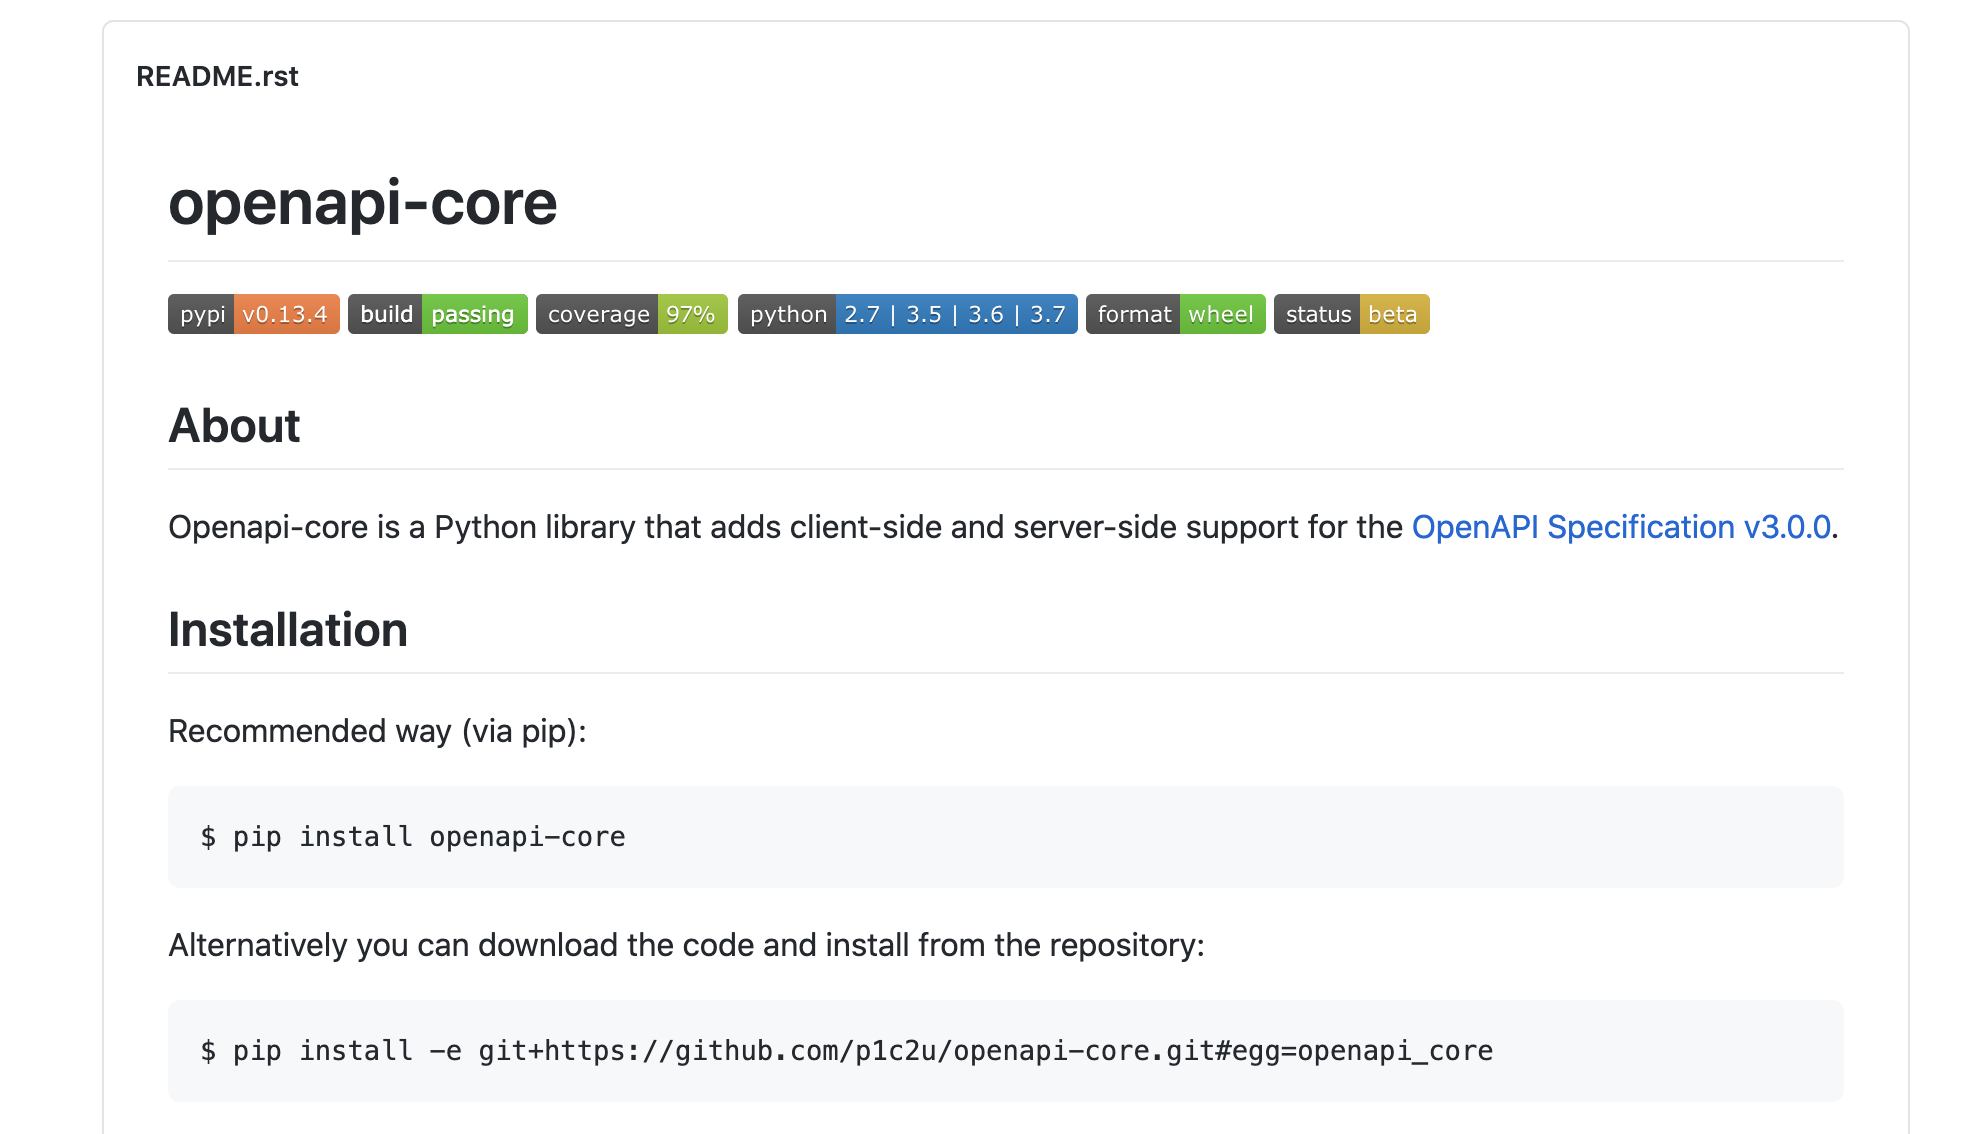 README.rst
openapi-core
pypi v0.13.4 build passing coverage 97% python 2.7 | 3.5 | 3.6 | 3.7 format wheel status beta
About
Openapi-core is a Python library that adds client-side and server-side support for the OpenAPI Specification v3.0.0.
Installation
Recommended way (via pip):
$ pip install openapi-core
Alternatively you can download the code and install from the repository:
$ pip install -e git+https://github.com/p1c2u/openapi-core.git#egg=openapi_core